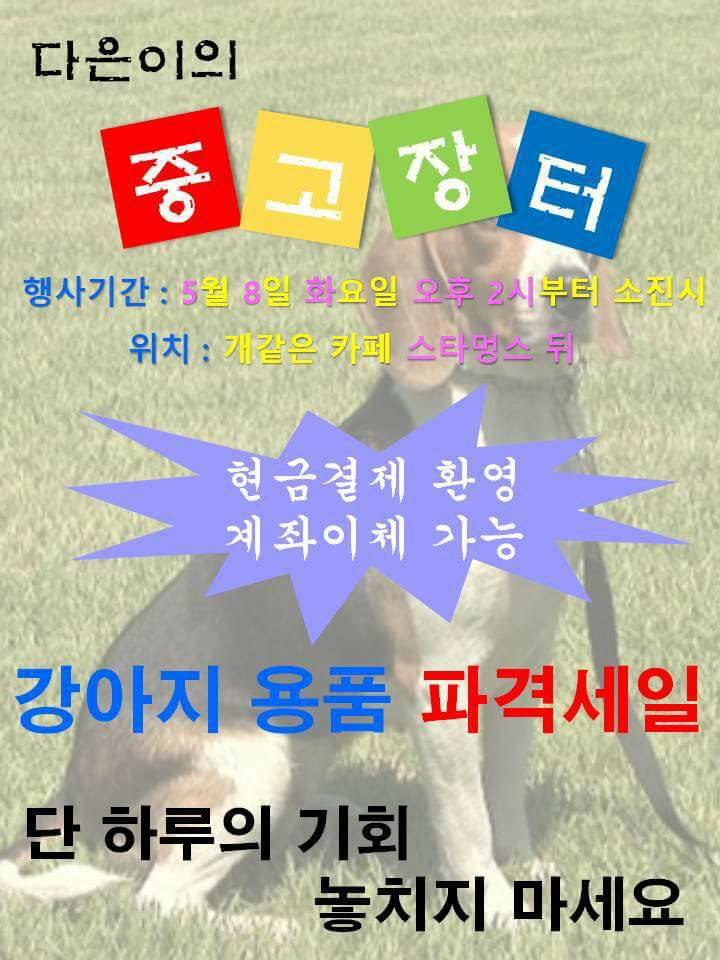 다은이의
중고장터
행사기간 : 5월 8일 화요일 오후 2시부터 소진시
위치 : 개같은 카페 스타멍스 뒤
현금결제 환영
계좌이체 가능
강아지 용품 파격세일
단 하루의 기회
놓치지 마세요